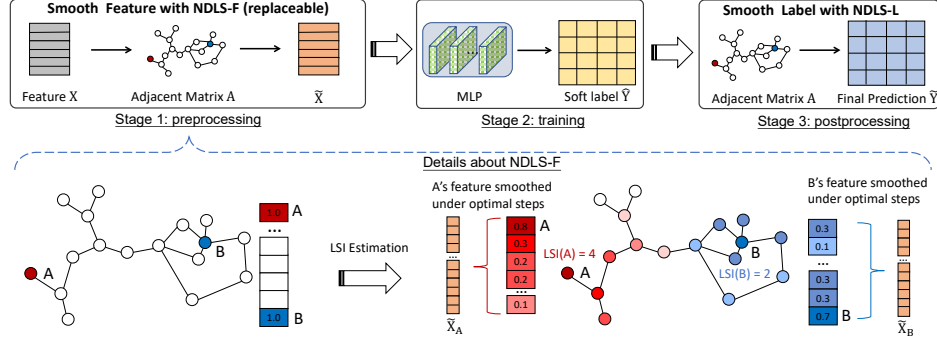 Smooth Feature with NDLS-F (replaceable)
Feature X
Adjacent Matrix A
X̃
Stage 1: preprocessing
MLP
Soft label Ŷ
Stage 2: training
Smooth Label with NDLS-L
Adjacent Matrix A
Final Prediction Ỹ
Stage 3: postprocessing
Details about NDLS-F
A
B
1.0
A
...
1.0
B
LSI Estimation
A's feature smoothed
under optimal steps
...
X̃A
0.8
A
0.3
0.2
0.2
...
0.1
LSI(A) = 4
A
B
LSI(B) = 2
B's feature smoothed
under optimal steps
0.3
0.1
...
0.3
0.3
0.7
B
...
X̃B